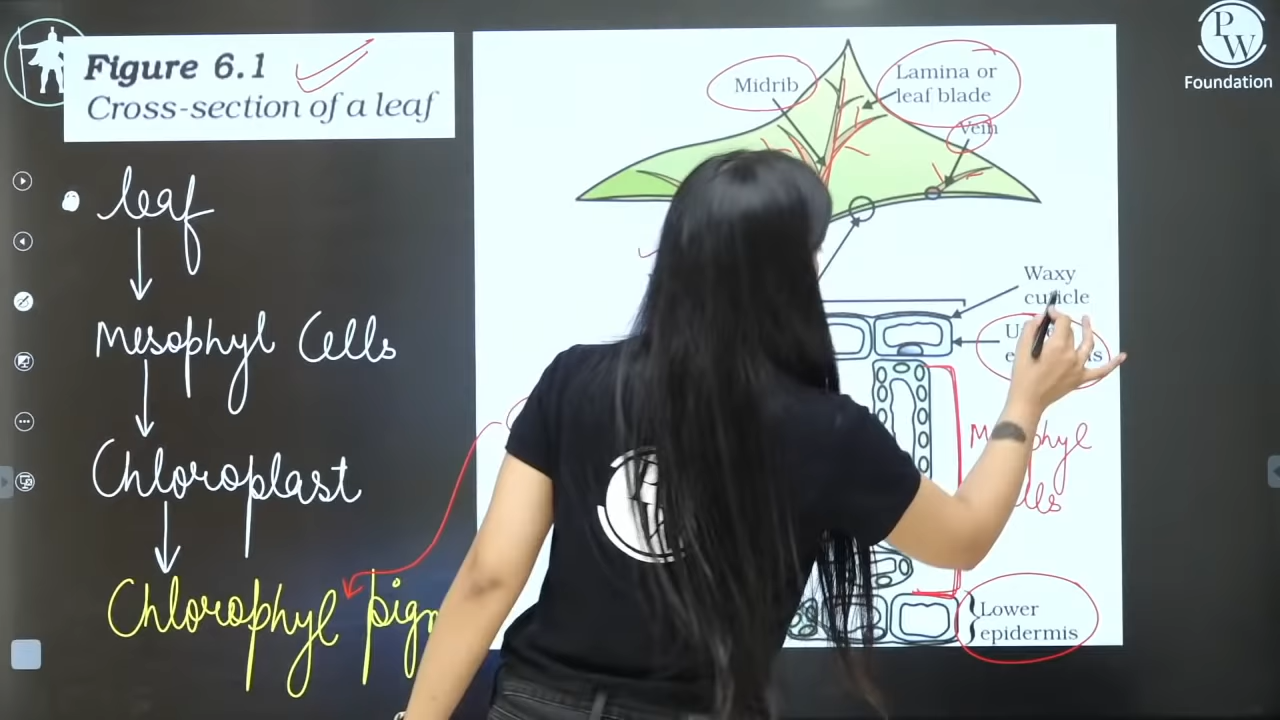 Figure 6.1
Cross-section of a leaf
leaf
Mesophyl Cells
Chloroplast
Chlorophyl
Midrib
Lamina or
leaf blade
Vein
Waxy
Lower
epidermis
PW
Foundation